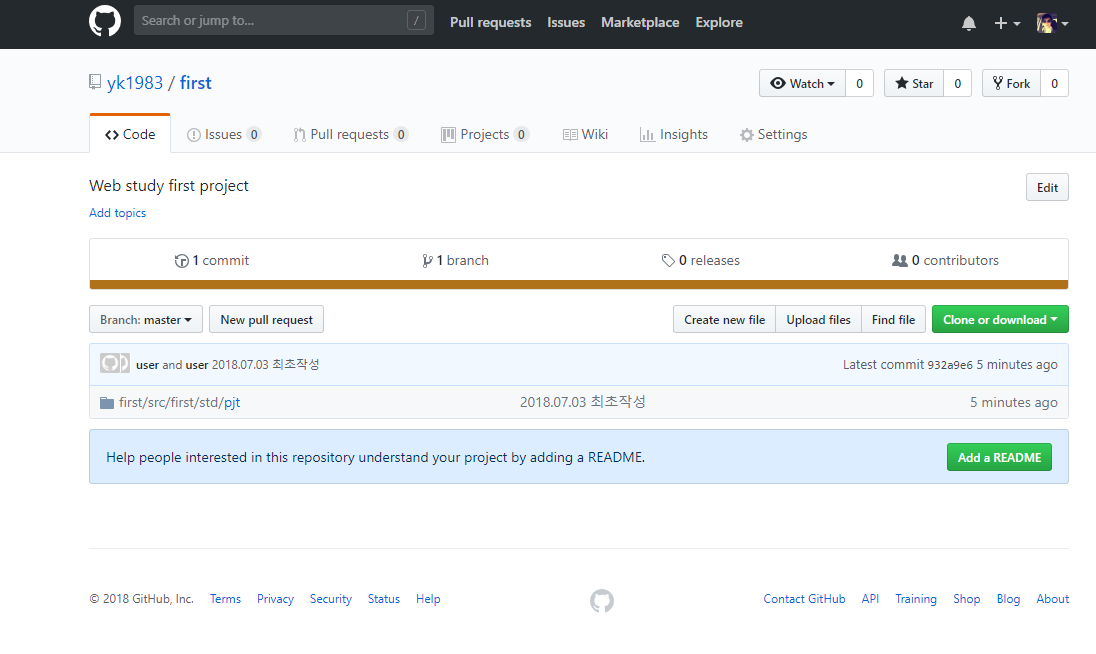 Search or jump to... / Pull requests Issues Marketplace Explore
yk1983 / first Watch 0 Star 0 Fork 0
Code Issues 0 Pull requests 0 Projects 0 Wiki Insights Settings
Web study first project Edit
Add topics
1 commit 1 branch 0 releases 0 contributors
Branch: master New pull request Create new file Upload files Find file Clone or download
user and user 2018.07.03 최초작성 Latest commit 932a9e6 5 minutes ago
first/src/first/std/pjt 2018.07.03 최초작성 5 minutes ago
Help people interested in this repository understand your project by adding a README. Add a README
© 2018 GitHub, Inc. Terms Privacy Security Status Help Contact GitHub API Training Shop Blog About